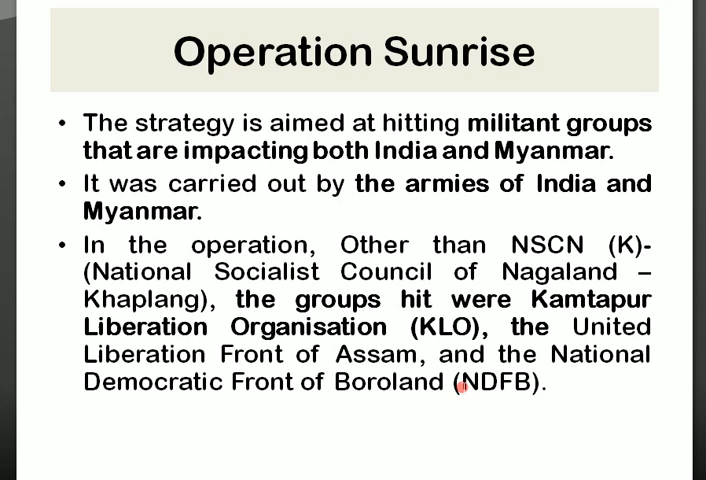 Operation Sunrise
• The strategy is aimed at hitting militant groups
that are impacting both India and Myanmar.
• It was carried out by the armies of India and
Myanmar.
• In the operation, Other than NSCN (K)-
(National Socialist Council of Nagaland –
Khaplang), the groups hit were Kamtapur
Liberation Organisation (KLO), the United
Liberation Front of Assam, and the National
Democratic Front of Boroland (NDFB).